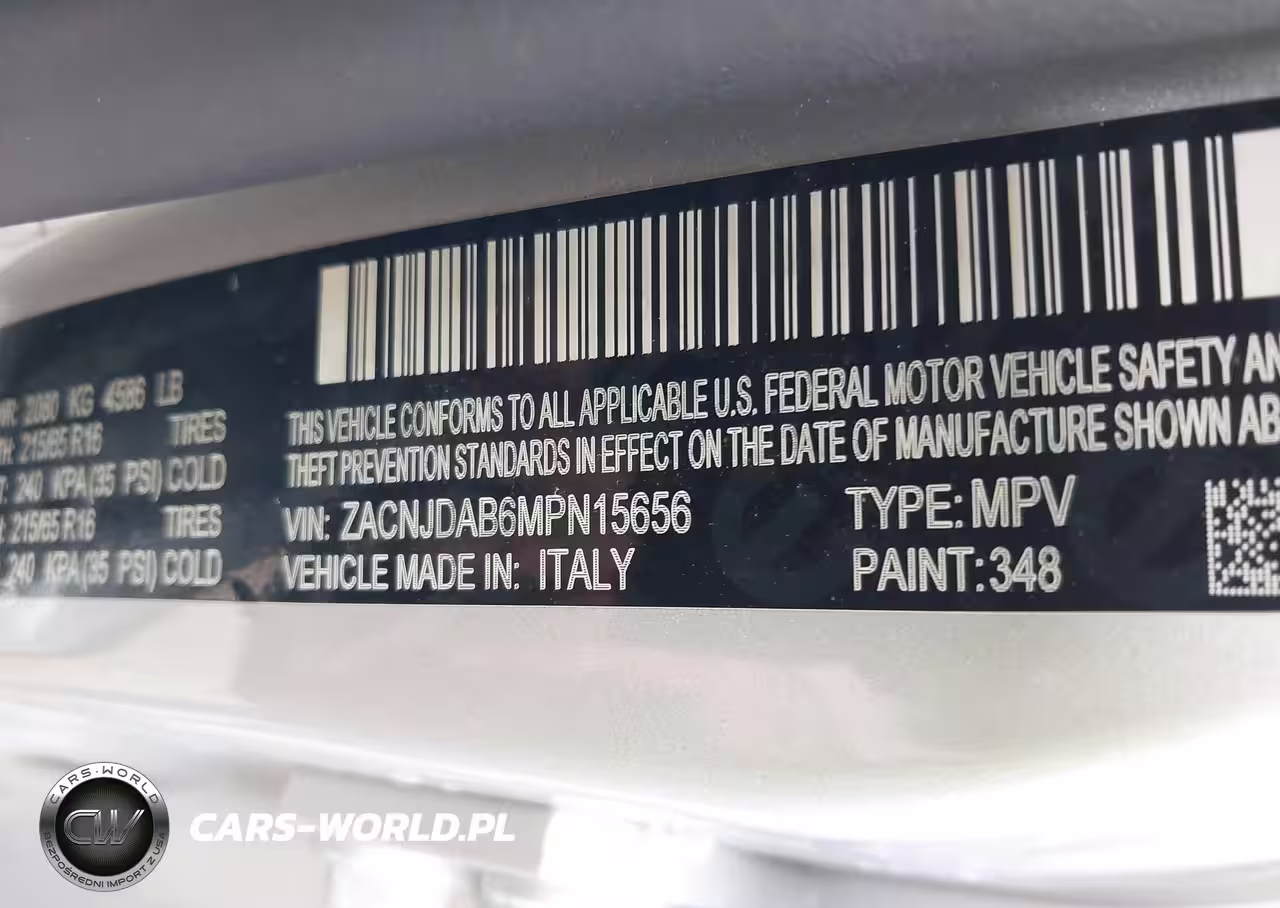 2080 KG 4586 LB
215/65 R16 TIRES
240 KPA(35 PSI) COLD
215/65 R16 TIRES
240 KPA(35 PSI) COLD
THIS VEHICLE CONFORMS TO ALL APPLICABLE U.S. FEDERAL MOTOR VEHICLE SAFETY
THEFT PREVENTION STANDARDS IN EFFECT ON THE DATE OF MANUFACTURE SHOWN
VIN: ZACNJDAB6MPN15656 TYPE: MPV
VEHICLE MADE IN: ITALY PAINT: 348
CARS-WORLD
CW
BEZPOŚREDNI IMPORT Z USA
CARS-WORLD.PL